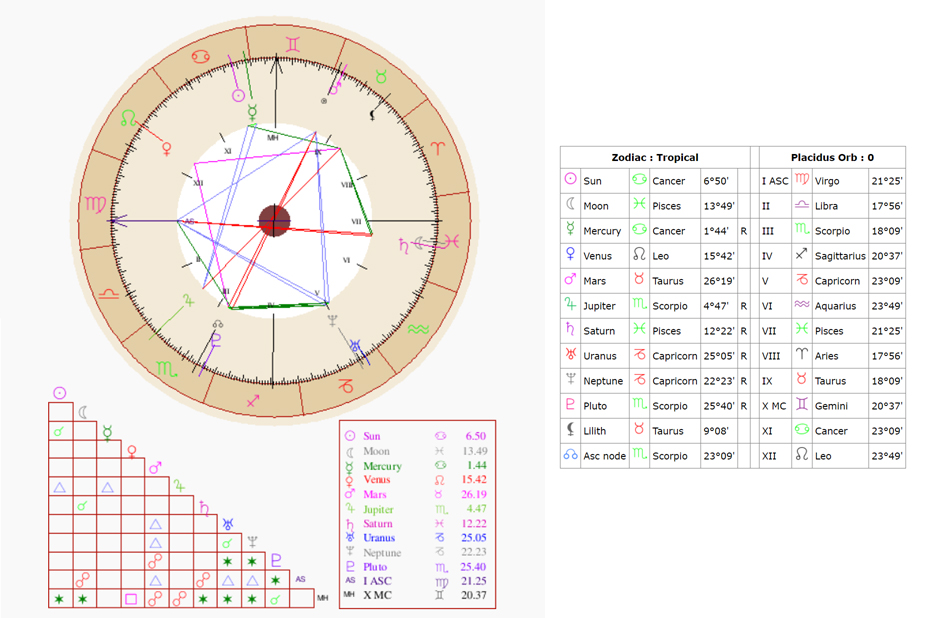 MH
IX
XI
VIII
XII
AS
VII
II
VI
III
V
IV
AS
MH
Sun 6.50
Moon 13.49
Mercury 1.44
Venus 15.42
Mars 26.19
Jupiter 4.47
Saturn 12.22
Uranus 25.05
Neptune 22.23
Pluto 25.40
AS I ASC 21.25
MH X MC 20.37
Zodiac : Tropical Placidus Orb : 0
Sun Cancer 6°50' I ASC Virgo 21°25'
Moon Pisces 13°49' II Libra 17°56'
Mercury Cancer 1°44' R III Scorpio 18°09'
Venus Leo 15°42' IV Sagittarius 20°37'
Mars Taurus 26°19' V Capricorn 23°09'
Jupiter Scorpio 4°47' R VI Aquarius 23°49'
Saturn Pisces 12°22' R VII Pisces 21°25'
Uranus Capricorn 25°05' R VIII Aries 17°56'
Neptune Capricorn 22°23' R IX Taurus 18°09'
Pluto Scorpio 25°40' R X MC Gemini 20°37'
Lilith Taurus 9°08' XI Cancer 23°09'
Asc node Scorpio 23°09' XII Leo 23°49'